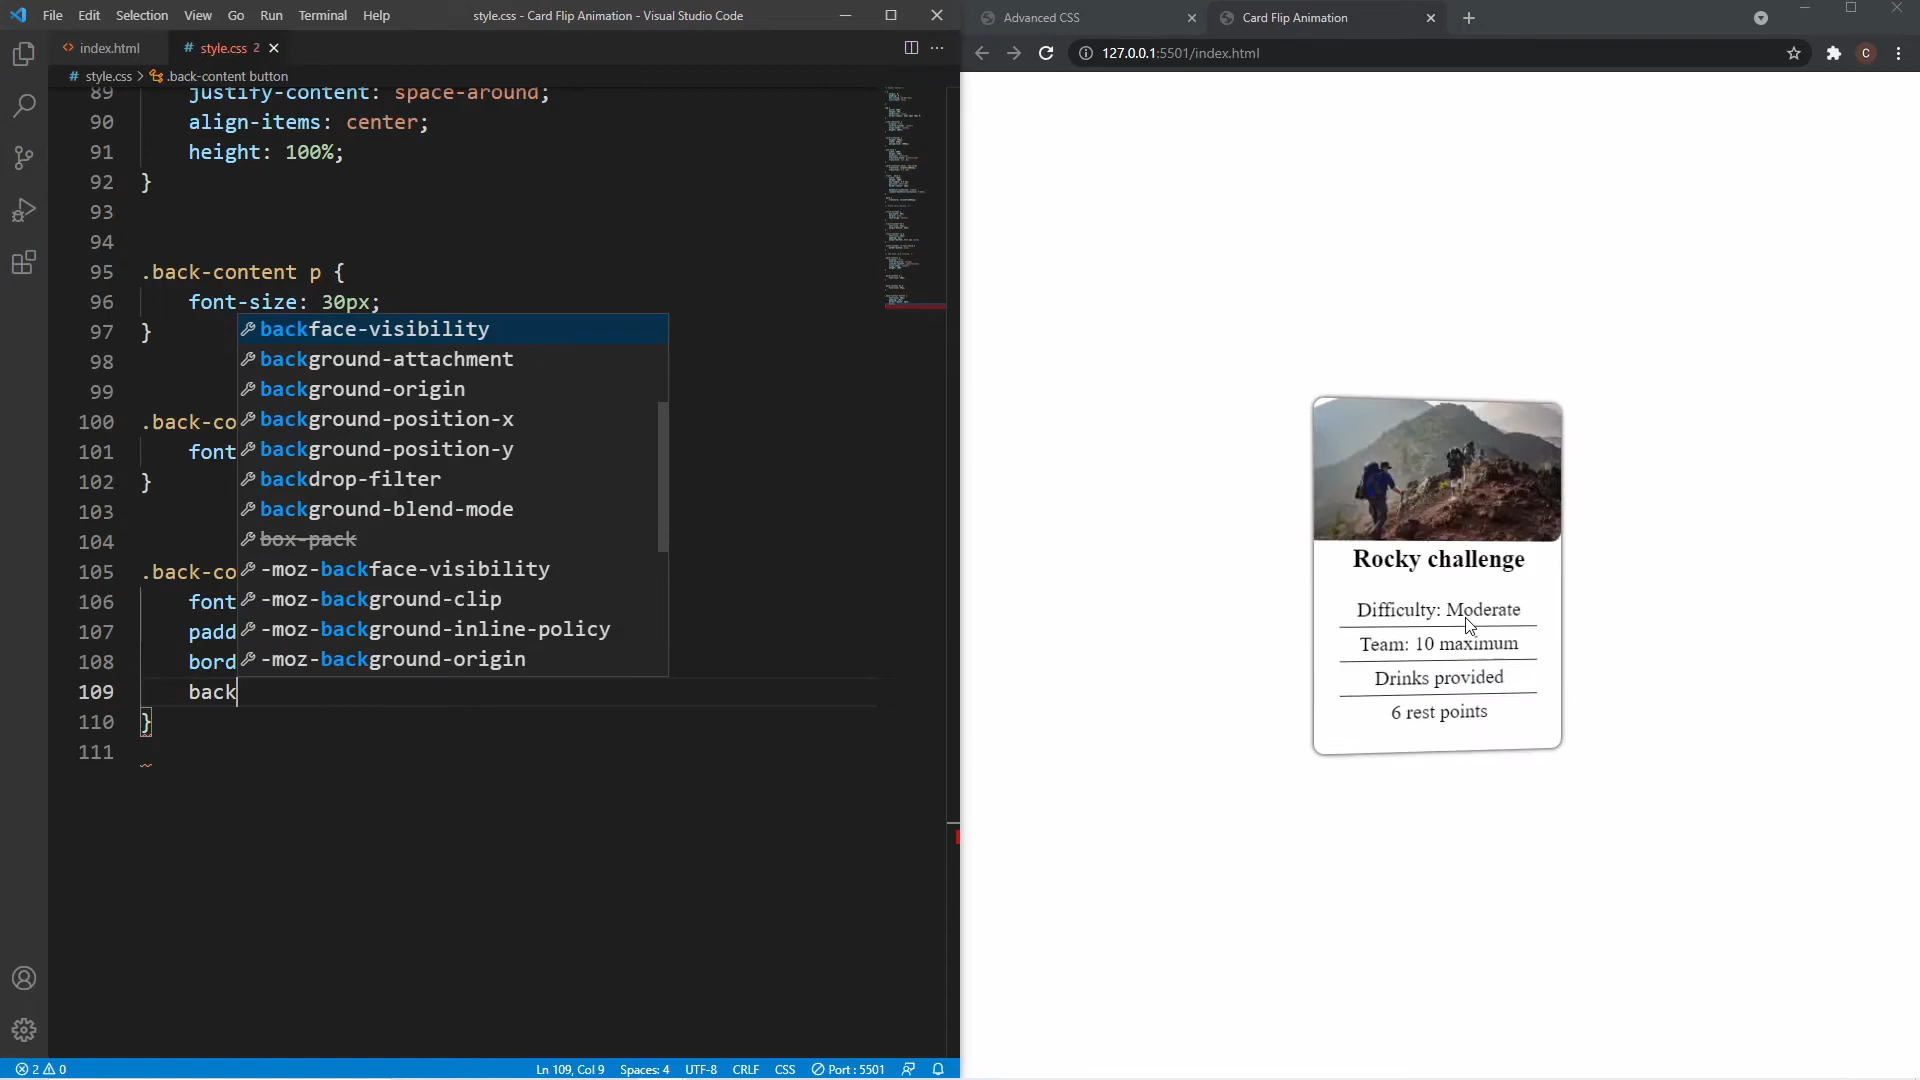 File Edit Selection View Go Run Terminal Help
style.css - Card Flip Animation - Visual Studio Code
<> index.html
# style.css 2 ×
# style.css > .back-content button
89 justify-content: space-around;
90 align-items: center;
91 height: 100%;
92 }
93
94
95 .back-content p {
96 font-size: 30px;
97 }
98
99
100 .back-co
101 font
102 }
103
104
105 .back-co
106 font
107 padd
108 bord
109 back
110 }
111
backface-visibility
background-attachment
background-origin
background-position-x
background-position-y
backdrop-filter
background-blend-mode
box-pack
-moz-backface-visibility
-moz-background-clip
-moz-background-inline-policy
-moz-background-origin
2 0
Ln 109, Col 9 Spaces: 4 UTF-8 CRLF CSS Port : 5501
Advanced CSS
Card Flip Animation
127.0.0.1:5501/index.html
C
Rocky challenge
Difficulty: Moderate
Team: 10 maximum
Drinks provided
6 rest points